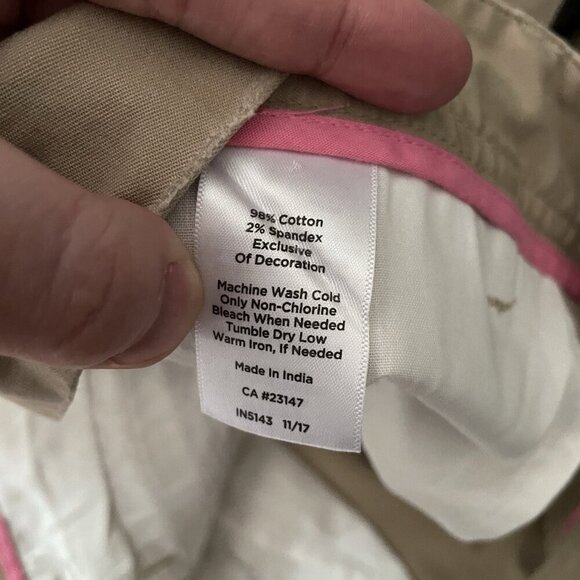 98% Cotton
2% Spandex
Exclusive
Of Decoration
Machine Wash Cold
Only Non-Chlorine
Bleach When Needed
Tumble Dry Low
Warm Iron, If Needed
Made In India
CA #23147
IN5143 11/17